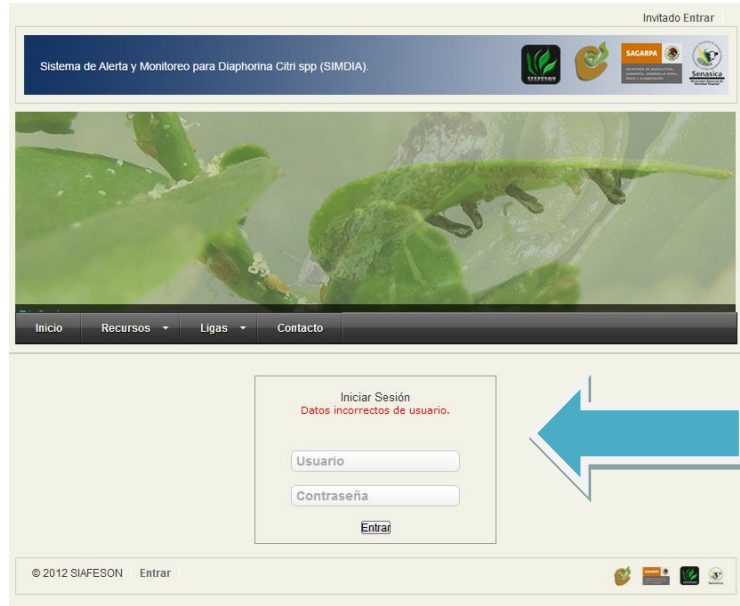 Invitado Entrar
Sistema de Alerta y Monitoreo para Diaphorina Citri spp (SIMDIA).
SIAFESON
SAGARPA
Senasica
Inicio Recursos Ligas Contacto
Iniciar Sesión
Datos incorrectos de usuario.
Usuario
Contraseña
Entrar
© 2012 SIAFESON Entrar